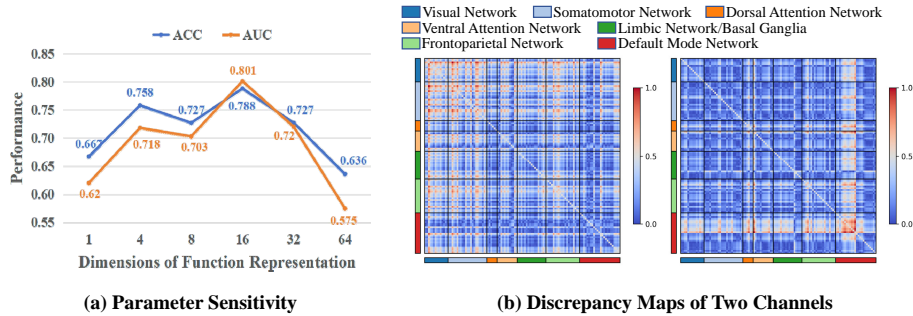 ACC AUC
0.85
0.80
0.75
0.70
0.65
0.60
0.55
Performance
0.667 0.758 0.727 0.788 0.727 0.636
0.62 0.718 0.703 0.801 0.72 0.575
1 4 8 16 32 64
Dimensions of Function Representation
(a) Parameter Sensitivity
Visual Network Somatomotor Network Dorsal Attention Network
Ventral Attention Network Limbic Network/Basal Ganglia
Frontoparietal Network Default Mode Network
1.0
0.5
0.0
1.0
0.5
0.0
(b) Discrepancy Maps of Two Channels